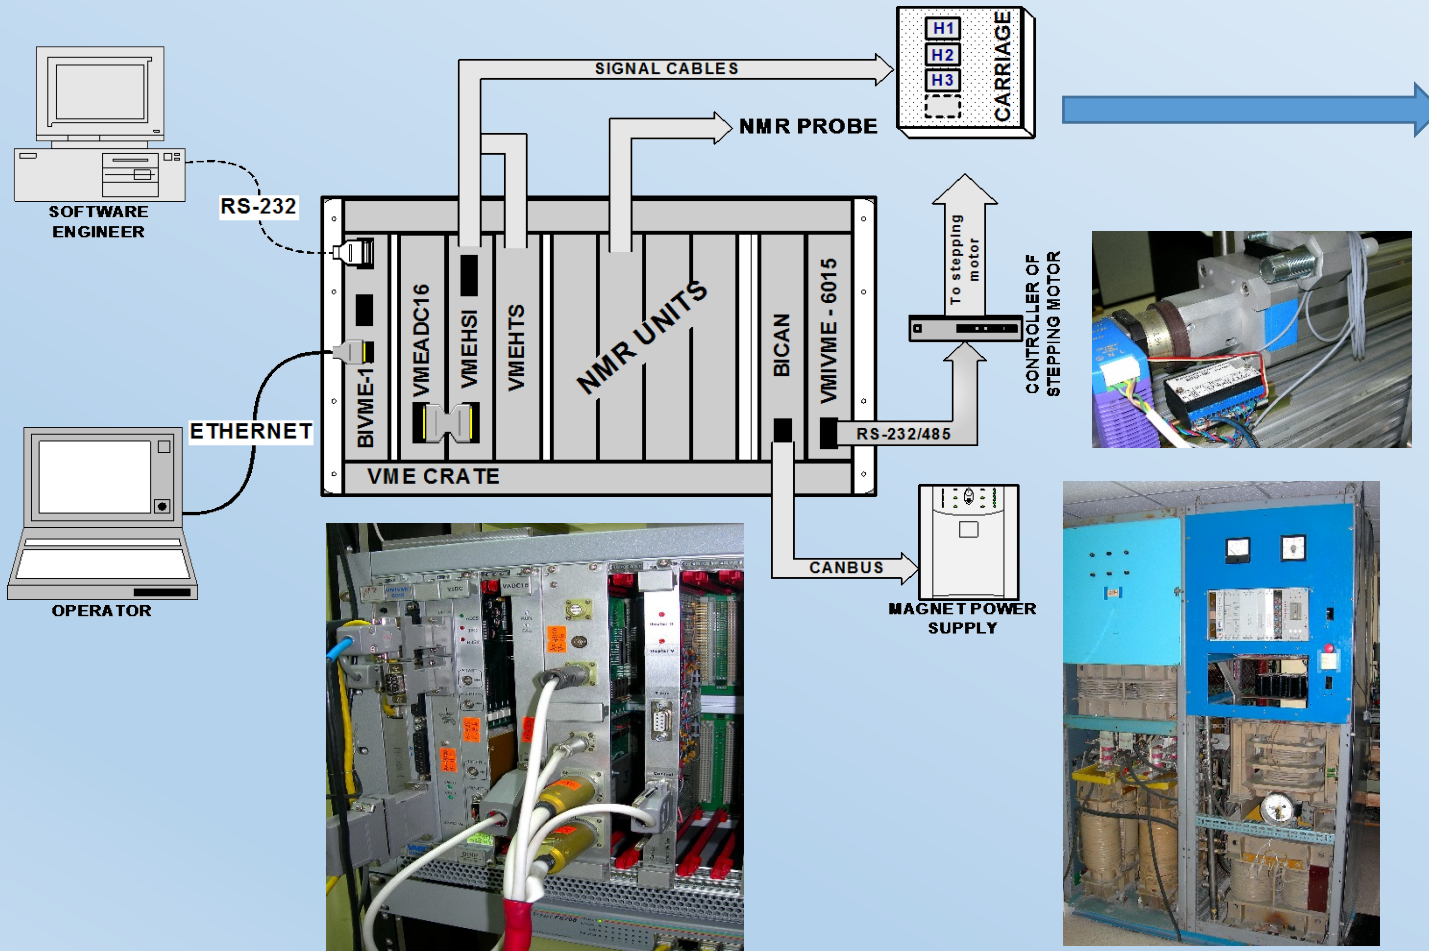 H1
H2
H3
CARRIAGE
SIGNAL CABLES
NMR PROBE
SOFTWARE
ENGINEER
RS-232
To stepping
motor
CONTROLLER OF
STEPPING MOTOR
BIVME-1
VMEADC16
VMEHSI
VMEHTS
NMR UNITS
BICAN
VMIVME - 6015
ETHERNET
RS-232/485
VME CRATE
OPERATOR
CANBUS
MAGNET POWER
SUPPLY